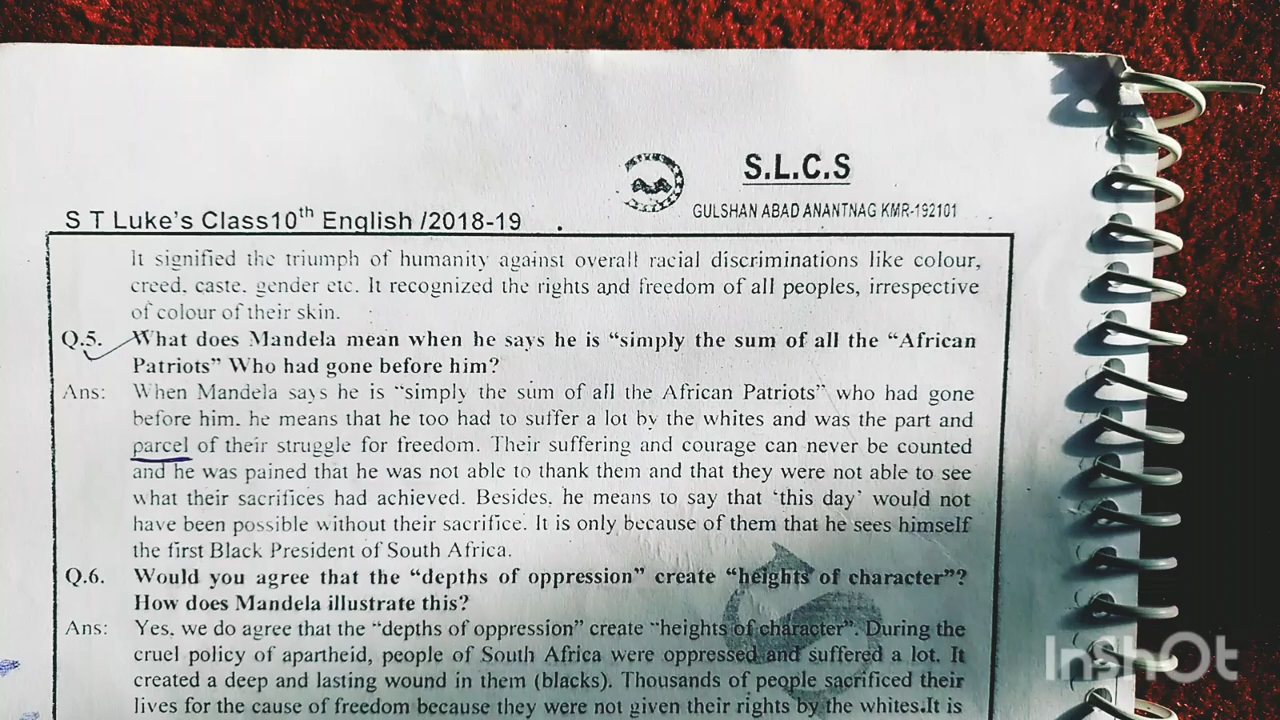 S.L.C.S
GULSHAN ABAD ANANTNAG KMR-192101
S T Luke's Class10th English /2018-19
It signified the triumph of humanity against overall racial discriminations like colour,
creed, caste, gender etc. It recognized the rights and freedom of all peoples, irrespective
of colour of their skin.
Q.5. What does Mandela mean when he says he is "simply the sum of all the "African
Patriots" Who had gone before him?
Ans: When Mandela says he is "simply the sum of all the African Patriots" who had gone
before him, he means that he too had to suffer a lot by the whites and was the part and
parcel of their struggle for freedom. Their suffering and courage can never be counted
and he was pained that he was not able to thank them and that they were not able to see
what their sacrifices had achieved. Besides, he means to say that 'this day' would not
have been possible without their sacrifice. It is only because of them that he sees himself
the first Black President of South Africa.
Q.6. Would you agree that the "depths of oppression" create "heights of character"?
How does Mandela illustrate this?
Ans: Yes, we do agree that the "depths of oppression" create "heights of character". During the
cruel policy of apartheid, people of South Africa were oppressed and suffered a lot. It
created a deep and lasting wound in them (blacks). Thousands of people sacrificed their
lives for the cause of freedom because they were not given their rights by the whites.It is
InShOt